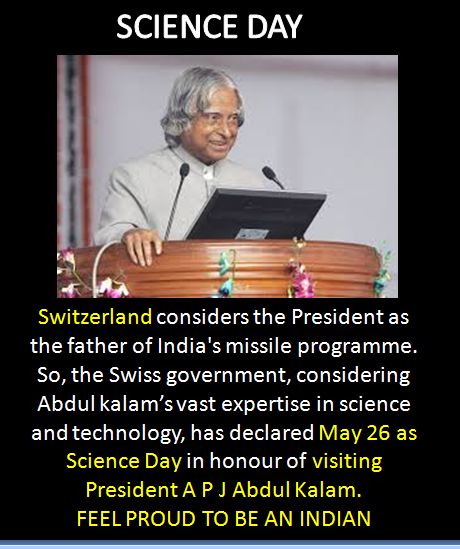 SCIENCE DAY
Switzerland considers the President as
the father of India's missile programme.
So, the Swiss government, considering
Abdul kalam’s vast expertise in science
and technology, has declared May 26 as
Science Day in honour of visiting
President A P J Abdul Kalam.
FEEL PROUD TO BE AN INDIAN